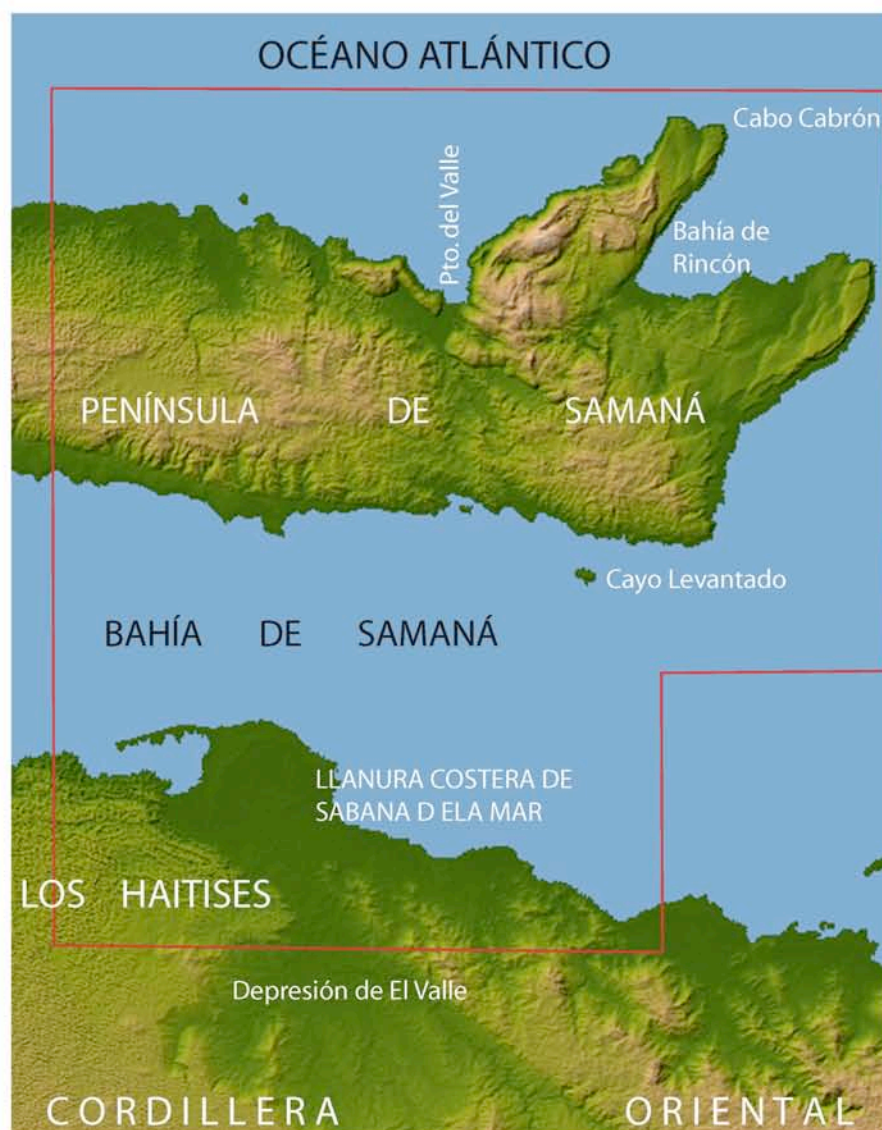 OCÉANO ATLÁNTICO
Cabo Cabrón
Pto. del Valle
Bahía de
Rincón
PENÍNSULA DE SAMANÁ
Cayo Levantado
BAHÍA DE SAMANÁ
LLANURA COSTERA DE
SABANA D ELA MAR
LOS HAITISES
Depresión de El Valle
CORDILLERA ORIENTAL